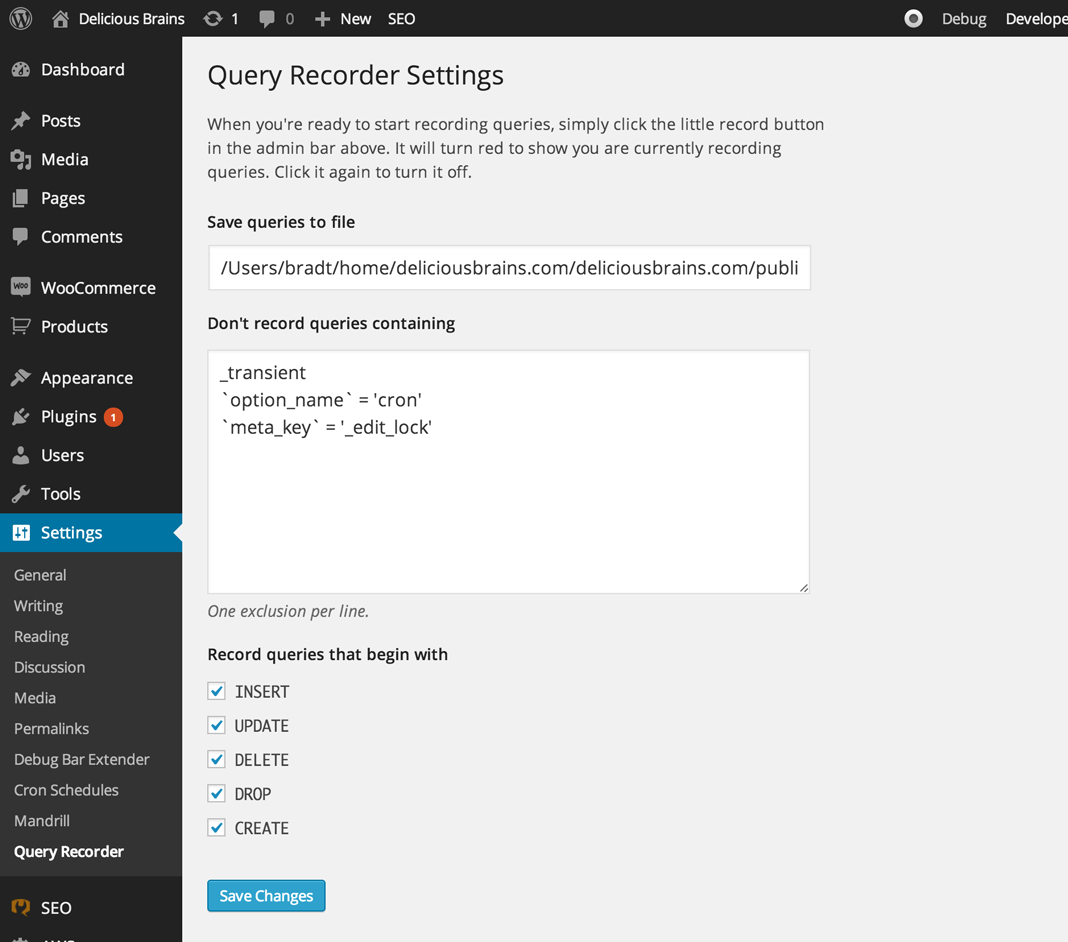 Delicious Brains 1 0 New SEO Debug Develope
Dashboard
Posts
Media
Pages
Comments
WooCommerce
Products
Appearance
Plugins 1
Users
Tools
Settings
General
Writing
Reading
Discussion
Media
Permalinks
Debug Bar Extender
Cron Schedules
Mandrill
Query Recorder
SEO
Query Recorder Settings
When you're ready to start recording queries, simply click the little record button
in the admin bar above. It will turn red to show you are currently recording
queries. Click it again to turn it off.
Save queries to file
/Users/bradt/home/deliciousbrains.com/deliciousbrains.com/publi
Don't record queries containing
_transient
`option_name` = 'cron'
`meta_key` = '_edit_lock'
One exclusion per line.
Record queries that begin with
INSERT
UPDATE
DELETE
DROP
CREATE
Save Changes